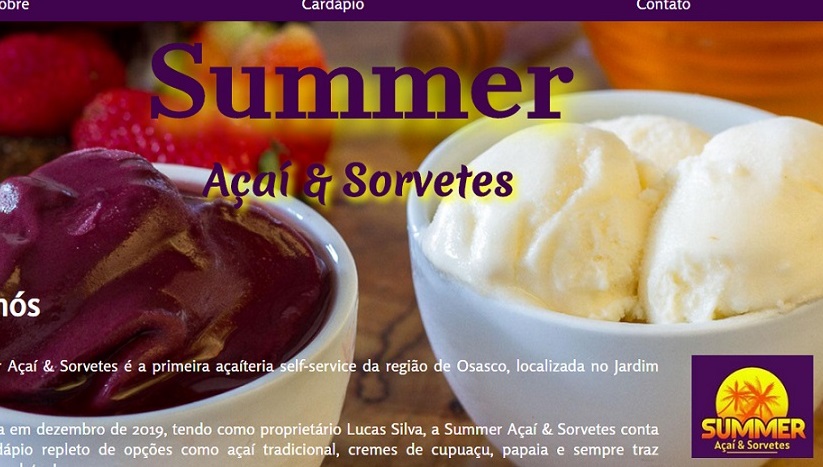 obre Cardápio Contato
Summer
Açaí & Sorvetes
nós
r Açaí & Sorvetes é a primeira açaíteria self-service da região de Osasco, localizada no Jardim
a em dezembro de 2019, tendo como proprietário Lucas Silva, a Summer Açaí & Sorvetes conta
dápio repleto de opções como açaí tradicional, cremes de cupuaçu, papaia e sempre traz
SUMMER
Açaí & Sorvetes